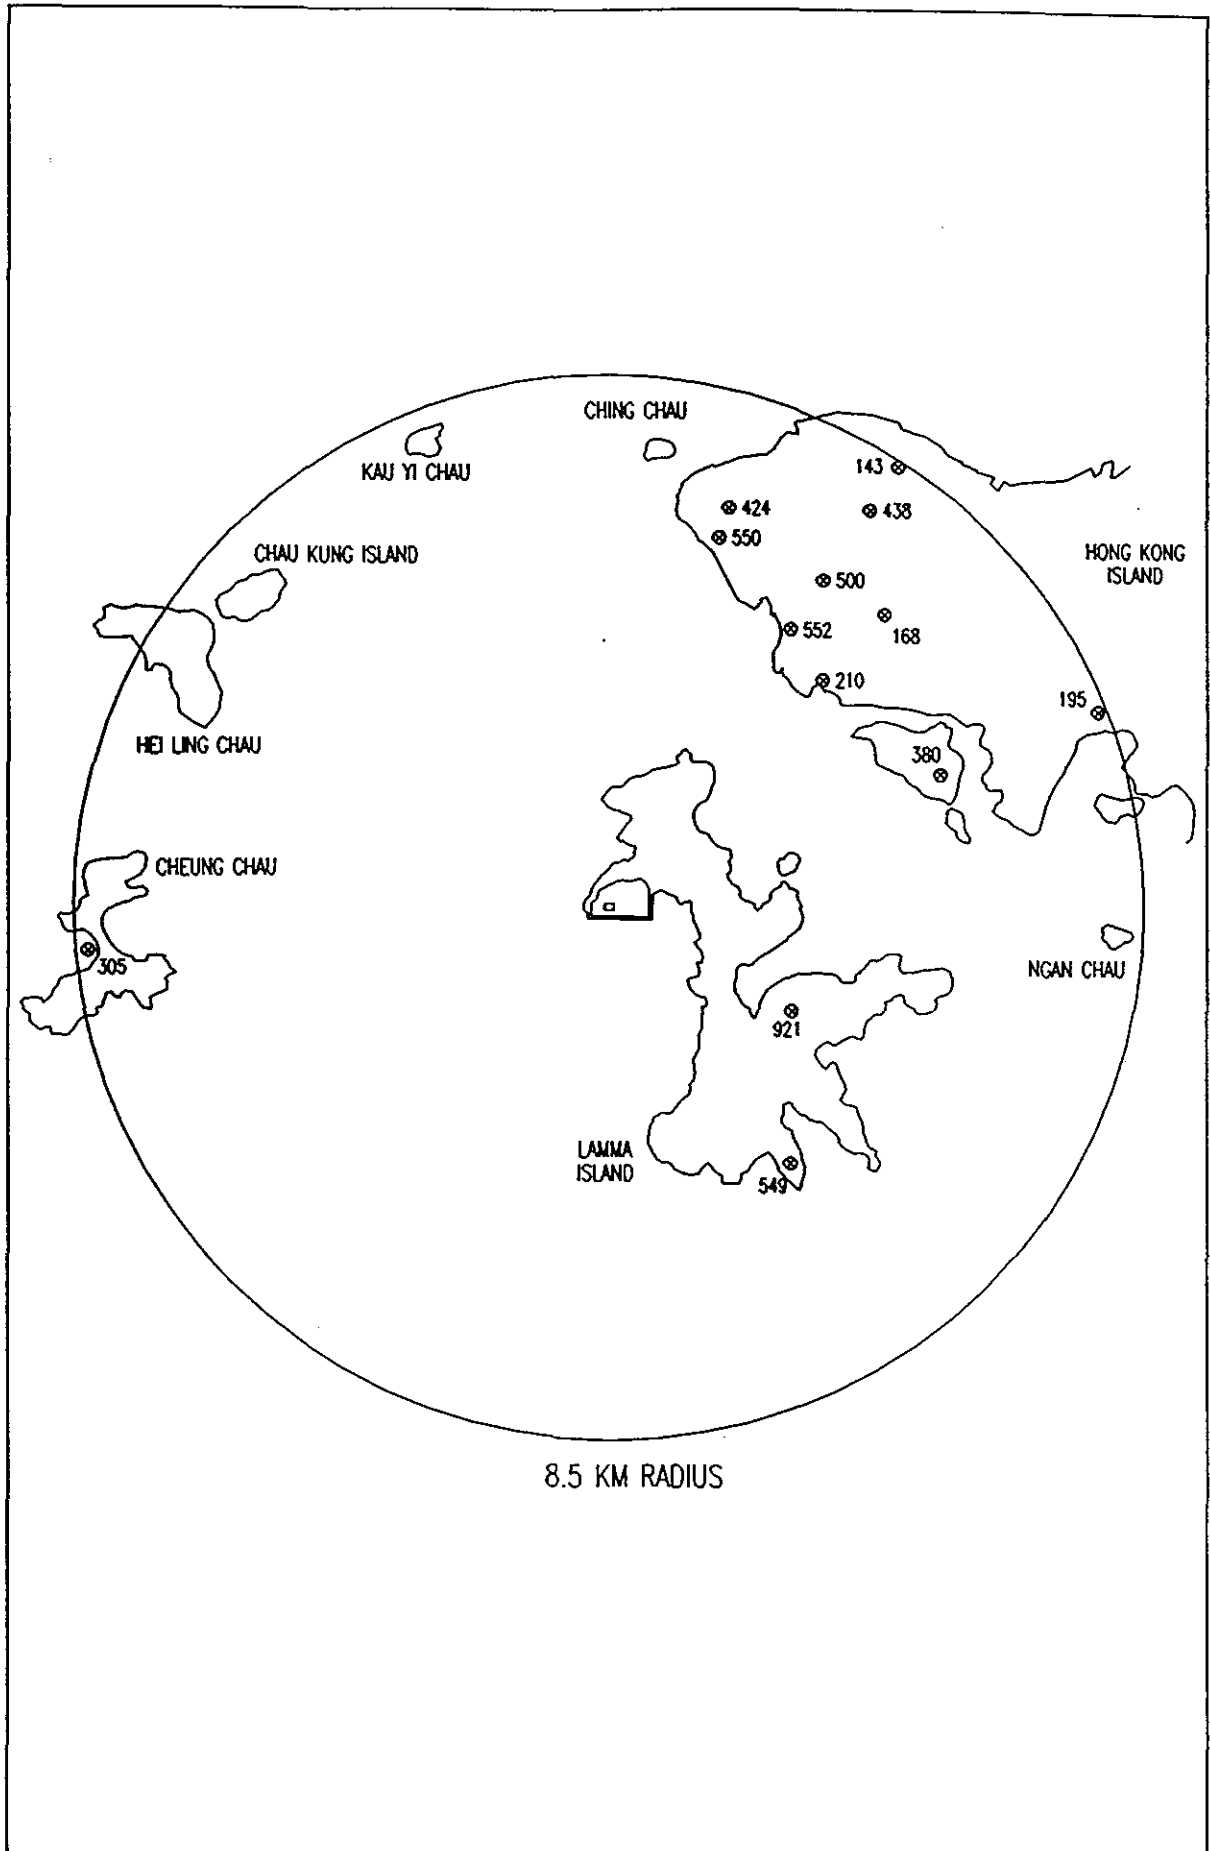 CHING CHAU
KAU YI CHAU
143
424
438
550
CHAU KUNG ISLAND
HONG KONG
ISLAND
500
552
168
210
195
HEI LING CHAU
380
CHEUNG CHAU
305
NGAN CHAU
921
LAMMA
ISLAND
549
8.5 KM RADIUS